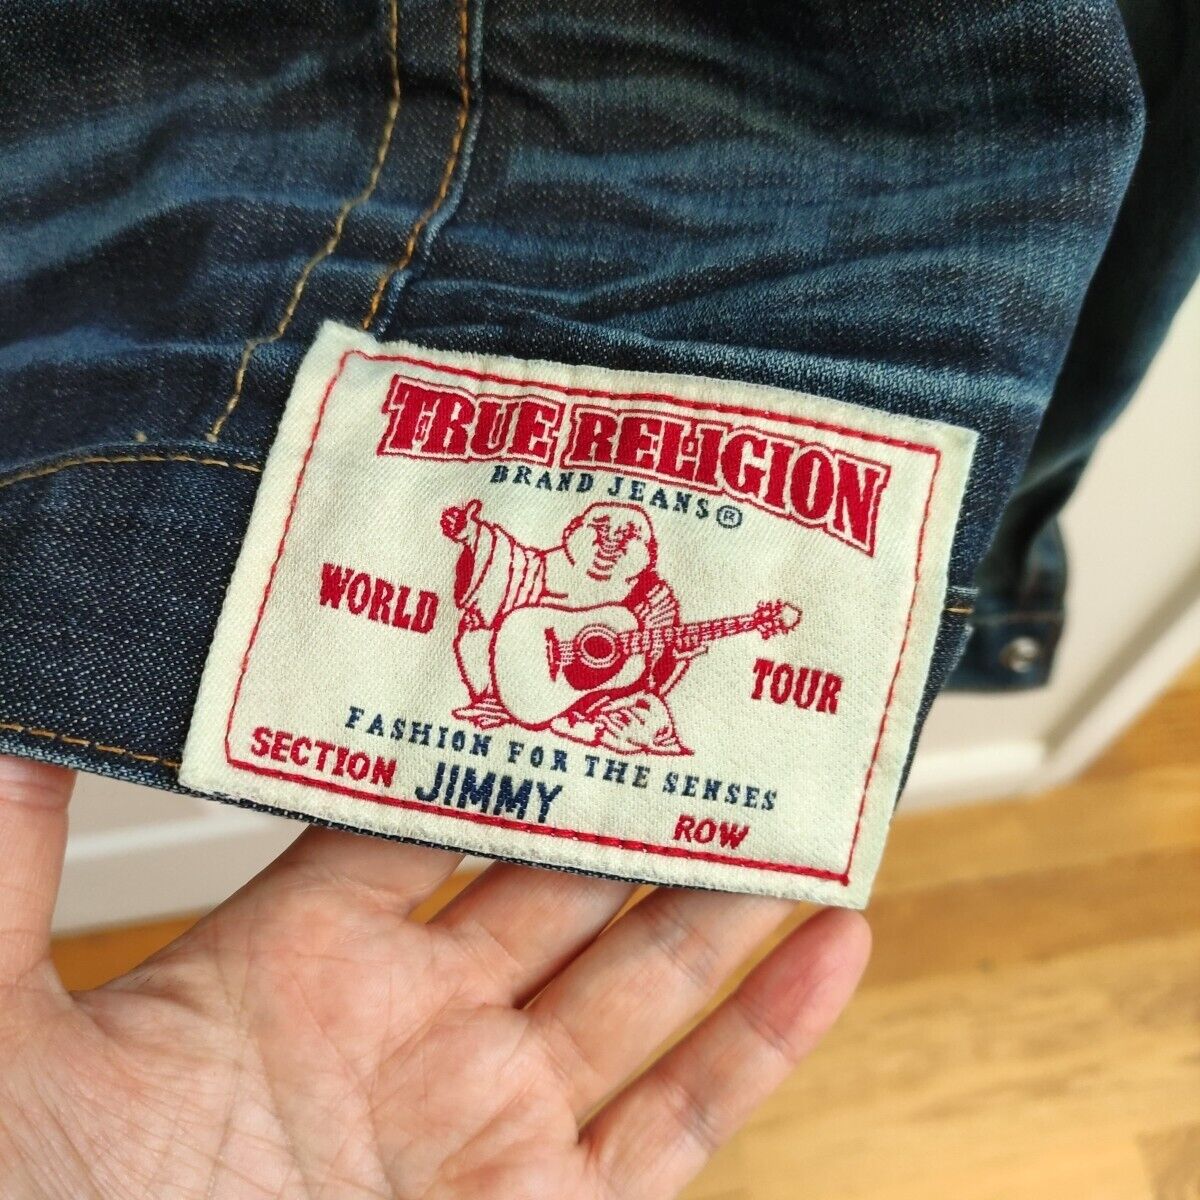 TRUE RELIGION
BRAND JEANS®
WORLD TOUR
FASHION FOR THE SENSES
SECTION JIMMY ROW